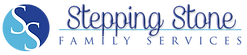 SS
Stepping Stone
FAMILY SERVICES